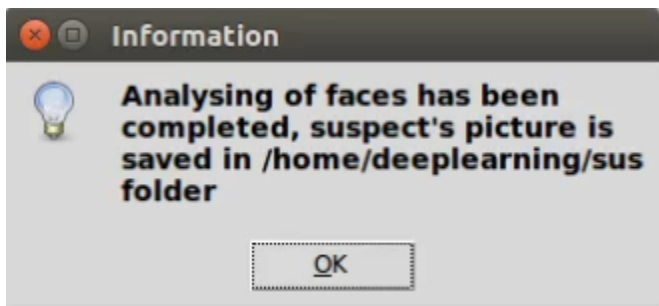 Information
Analysing of faces has been
completed, suspect's picture is
saved in /home/deeplearning/sus
folder
OK